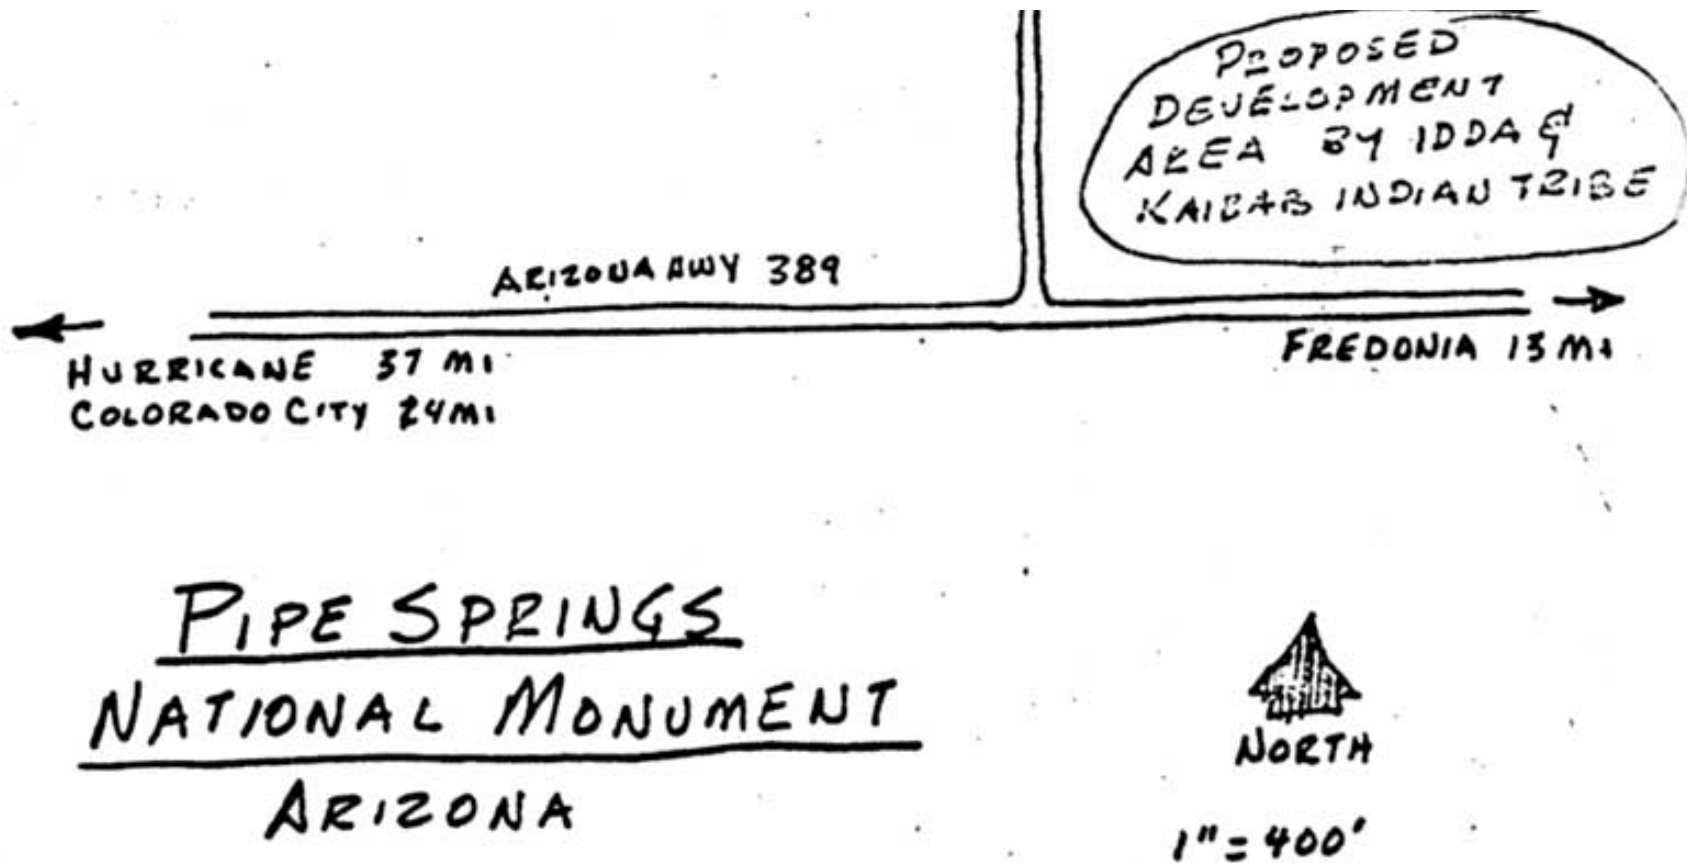 PROPOSED
DEVELOPMENT
AREA BY IDDA &
KAIBAB INDIAN TRIBE
ARIZONA HWY 389
HURRICANE 37 MI
COLORADO CITY 24 MI
FREDONIA 13 MI
PIPE SPRINGS
NATIONAL MONUMENT
ARIZONA
NORTH
1" = 400'